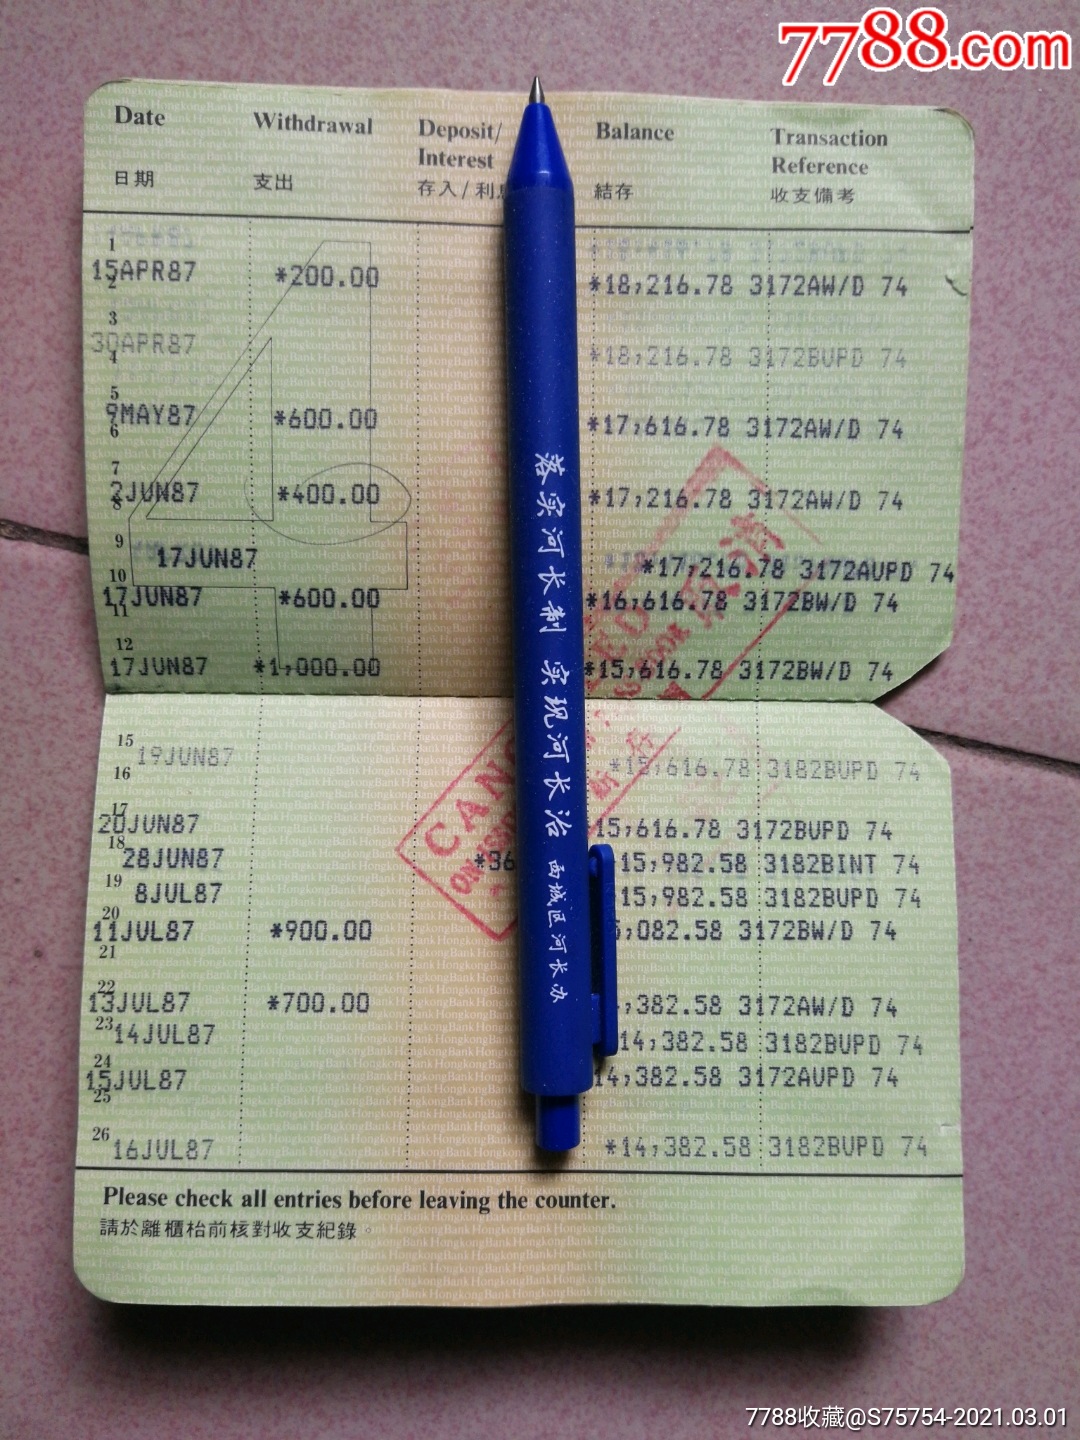 7788.com
Date Withdrawal Deposit/ Balance Transaction
Interest Reference
日期 支出 存入/利 結存 收支備考
1
15APR87 *200.00 *18,216.78 3172AW/D 74
2
3
30APR87 *18,216.78 3172BUPD 74
4
5
9MAY87 *600.00 *17,616.78 3172AW/D 74
6
7
2JUN87 *400.00 *17,216.78 3172AW/D 74
8
9
17JUN87 *17,216.78 3172AUPD 74
10
17JUN87 *600.00 *16,616.78 3172BW/D 74
11
12
17JUN87 *1,000.00 *15,616.78 3172BW/D 74
15
19JUN87 *15,616.78 3182BUPD 74
16
17
20JUN87 15,616.78 3172BUPD 74
18
28JUN87 *36 15,982.58 3182BINT 74
19 8JUL87 15,982.58 3182BUPD 74
20
11JUL87 *900.00 5,082.58 3172BW/D 74
21
22
13JUL87 *700.00 ,382.58 3172AW/D 74
23 14JUL87 14,382.58 3182BUPD 74
24
15JUL87 14,382.58 3172AUPD 74
25
26 16JUL87 *14,382.58 3182BUPD 74
Please check all entries before leaving the counter.
請於離櫃枱前核對收支紀錄。
落实河长制 实现河长治 西城区河长办
CANC
取消
7788收藏@S75754-2021.03.01